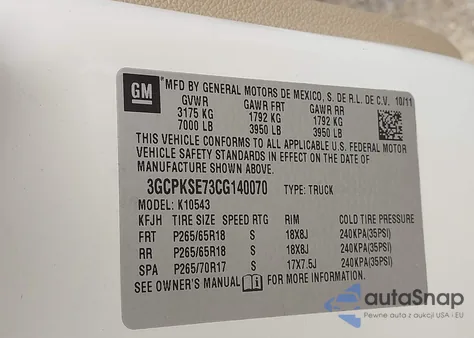 GM
*MFD BY GENERAL MOTORS DE MEXICO, S. DE R.L. DE C.V. 10/11
GVWR GAWR FRT GAWR RR
3175 KG 1792 KG 1792 KG
7000 LB 3950 LB 3950 LB
THIS VEHICLE CONFORMS TO ALL APPLICABLE U.S. FEDERAL MOTOR
VEHICLE SAFETY STANDARDS IN EFFECT ON THE DATE OF
MANUFACTURE SHOWN ABOVE.
3GCPKSE73CG140070 TYPE: TRUCK
MODEL: K10543
KFJH TIRE SIZE SPEED RTG RIM COLD TIRE PRESSURE
FRT P265/65R18 S 18X8J 240KPA(35PSI)
RR P265/65R18 S 18X8J 240KPA(35PSI)
SPA P265/70R17 S 17X7.5J 240KPA(35PSI)
SEE OWNER'S MANUAL FOR MORE INFORMATION.
autaSnap
Pewne auta z aukcji USA i EU